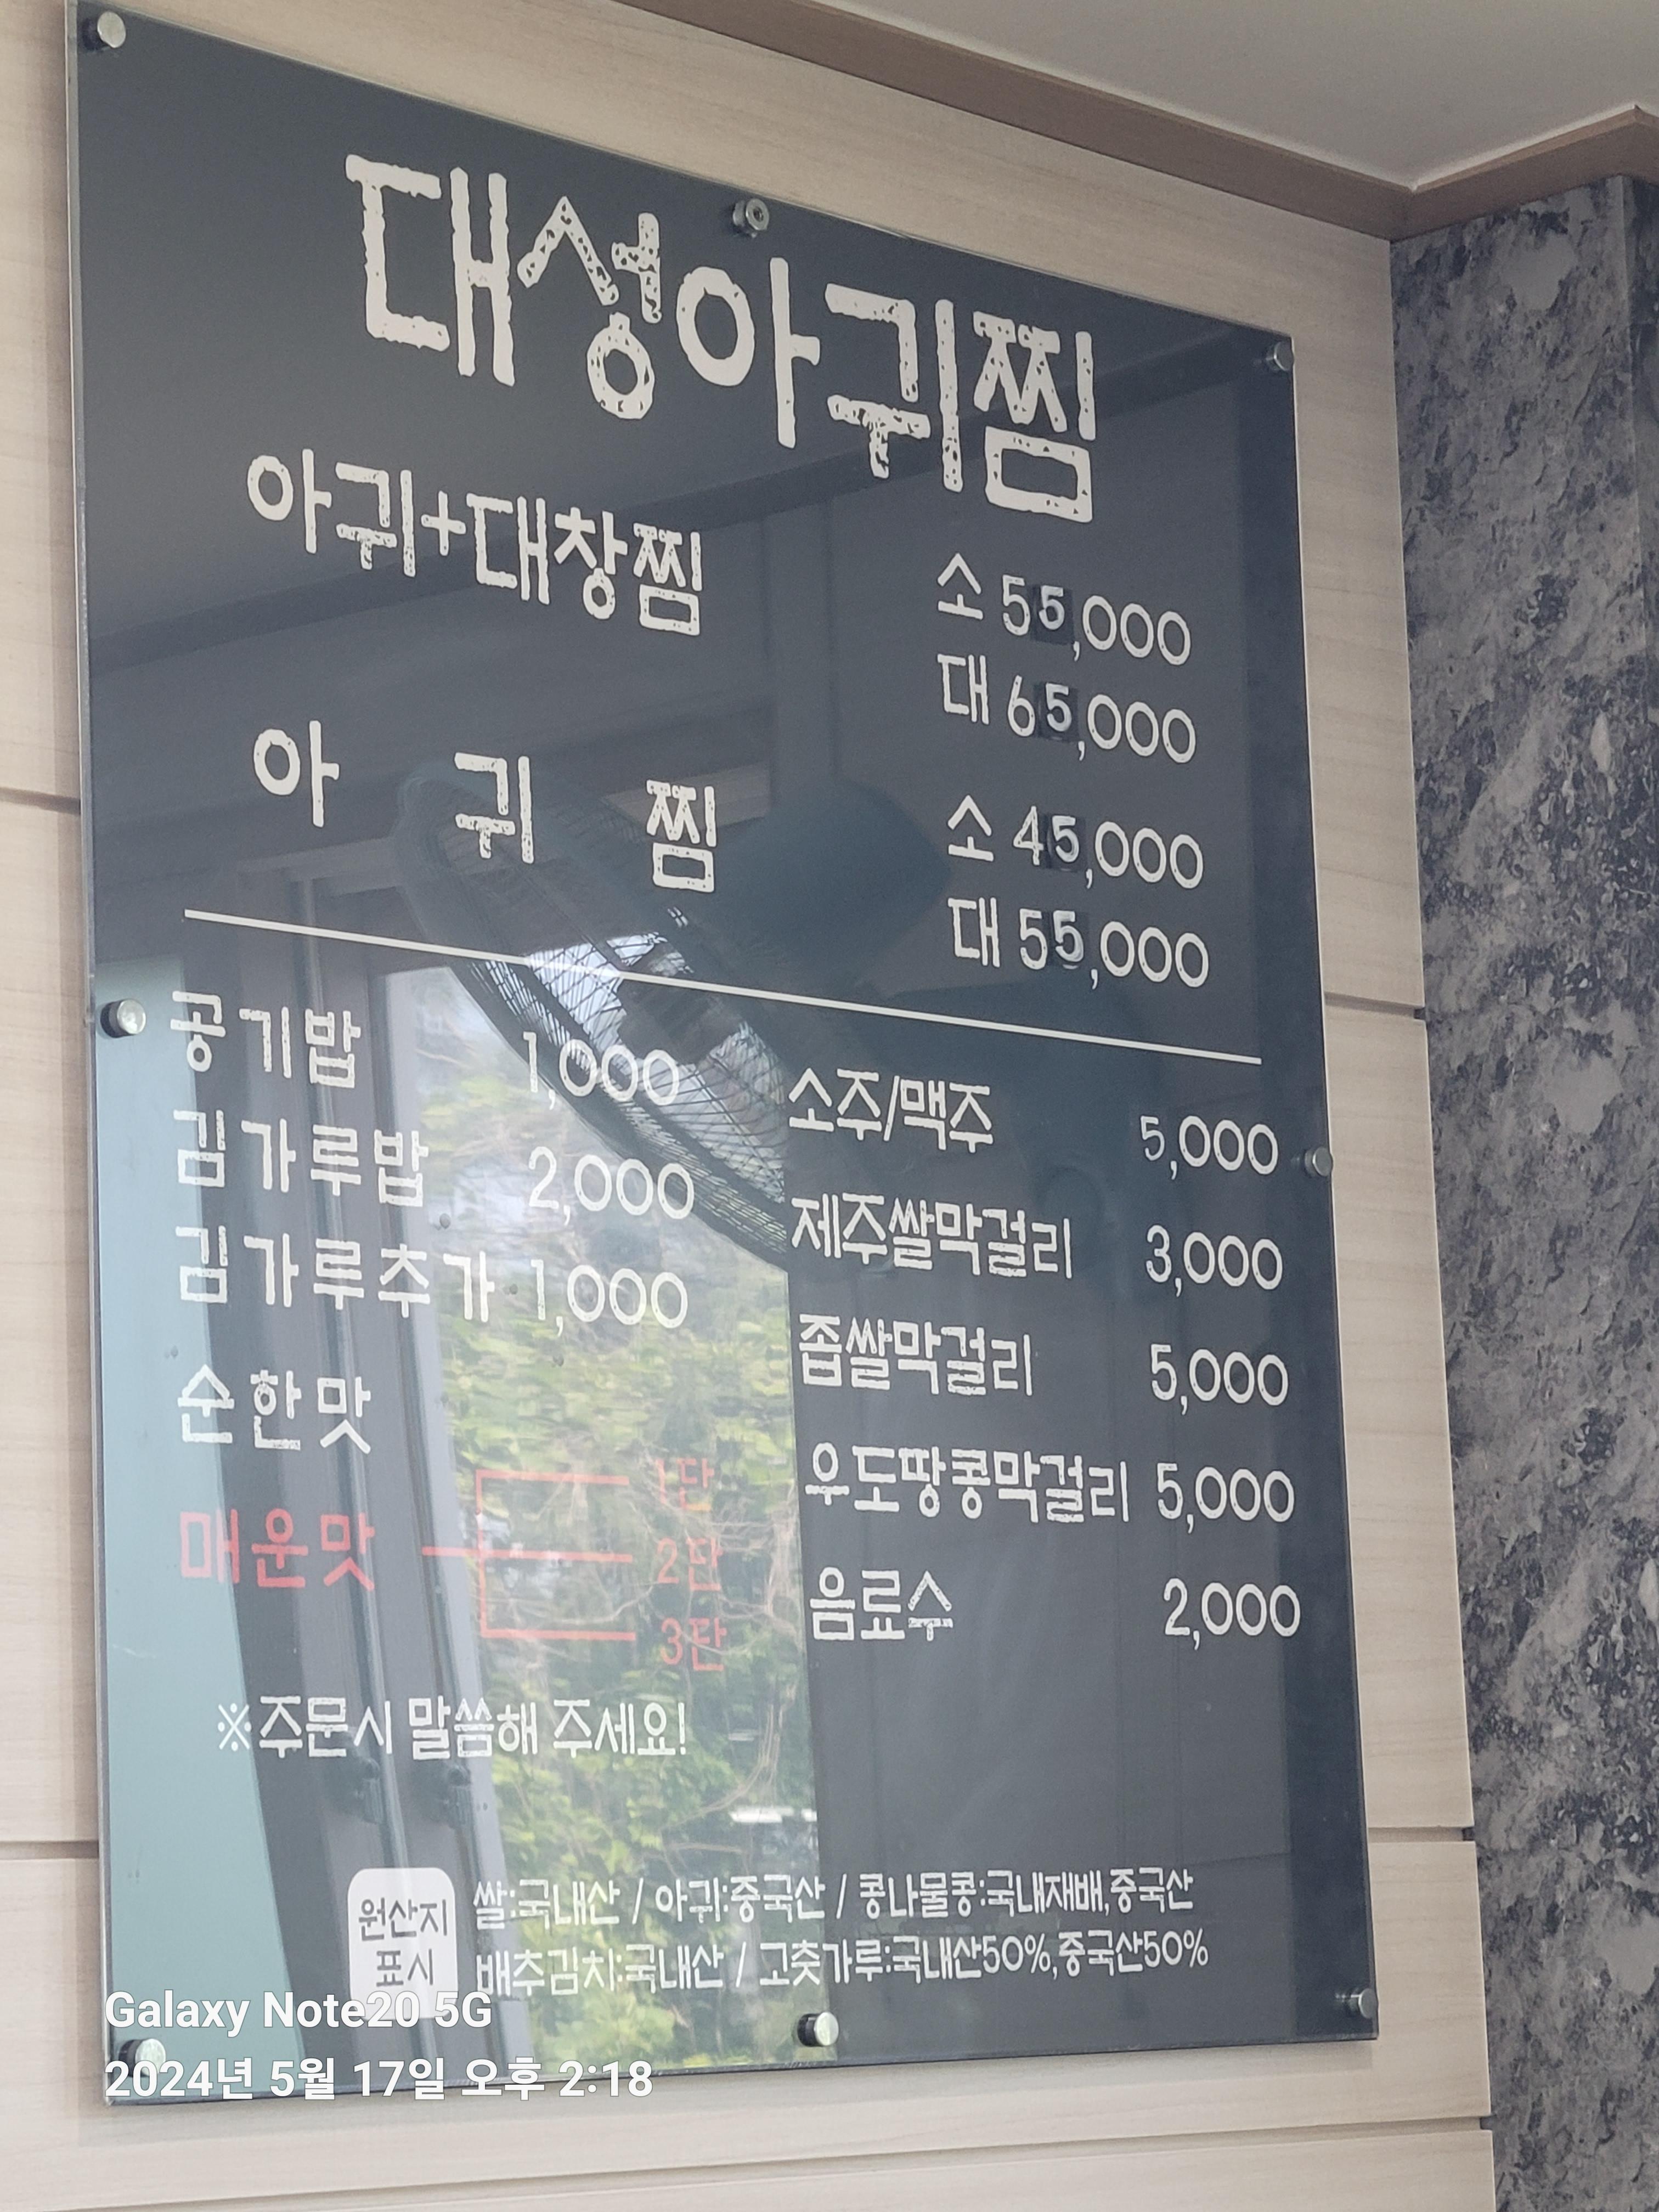 대성아귀찜
아귀+대창찜
소 55,000
대 65,000
아 귀 찜
소 45,000
대 55,000
공기밥 1,000
김가루밥 2,000
김가루추가 1,000
순한맛
매운맛
1단
2단
3단
※주문시 말씀해 주세요!
소주/맥주 5,000
제주쌀막걸리 3,000
좁쌀막걸리 5,000
우도땅콩막걸리 5,000
음료수 2,000
원산지
표시
쌀:국내산 / 아귀:중국산 / 콩나물콩:국내재배,중국산
배추김치:국내산 / 고춧가루:국내산50%,중국산50%
Galaxy Note20 5G
2024년 5월 17일 오후 2:18